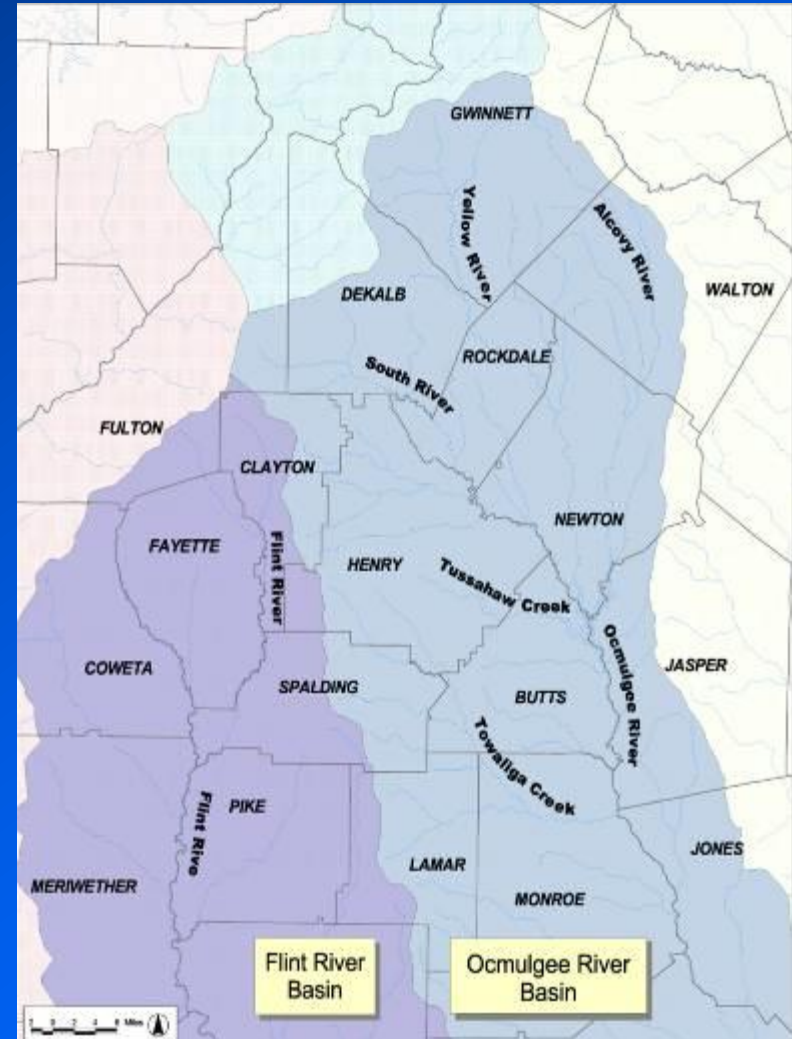 GWINNETT
Yellow River
Alcovy River
WALTON
DEKALB
ROCKDALE
South River
FULTON
CLAYTON
NEWTON
FAYETTE
Flint River
HENRY
Tussahaw Creek
COWETA
SPALDING
JASPER
Ocmulgee River
BUTTS
Towaliga Creek
PIKE
Flint Rive
JONES
LAMAR
MERIWETHER
MONROE
Flint River
Basin
Ocmulgee River
Basin
Miles